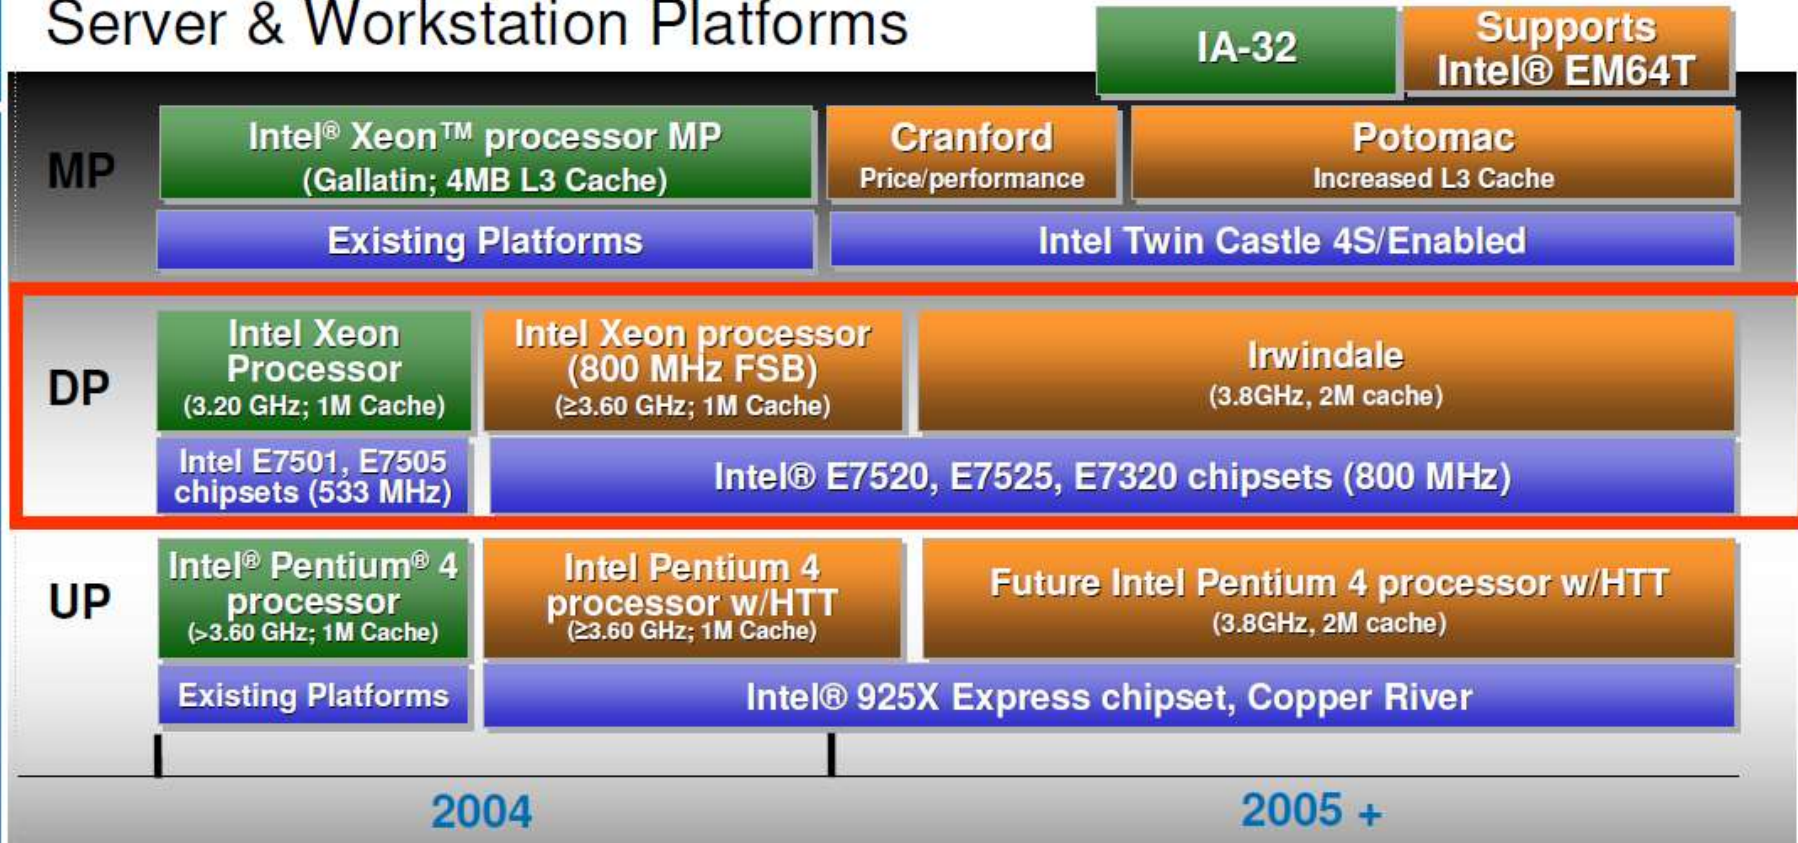 Server & Workstation Platforms
IA-32
Supports
Intel® EM64T
MP
Intel® Xeon™ processor MP
(Gallatin; 4MB L3 Cache)
Cranford
Price/performance
Potomac
Increased L3 Cache
Existing Platforms
Intel Twin Castle 4S/Enabled
DP
Intel Xeon
Processor
(3.20 GHz; 1M Cache)
Intel Xeon processor
(800 MHz FSB)
(≥3.60 GHz; 1M Cache)
Irwindale
(3.8GHz, 2M cache)
Intel E7501, E7505
chipsets (533 MHz)
Intel® E7520, E7525, E7320 chipsets (800 MHz)
UP
Intel® Pentium® 4
processor
(>3.60 GHz; 1M Cache)
Intel Pentium 4
processor w/HTT
(≥3.60 GHz; 1M Cache)
Future Intel Pentium 4 processor w/HTT
(3.8GHz, 2M cache)
Existing Platforms
Intel® 925X Express chipset, Copper River
2004
2005 +